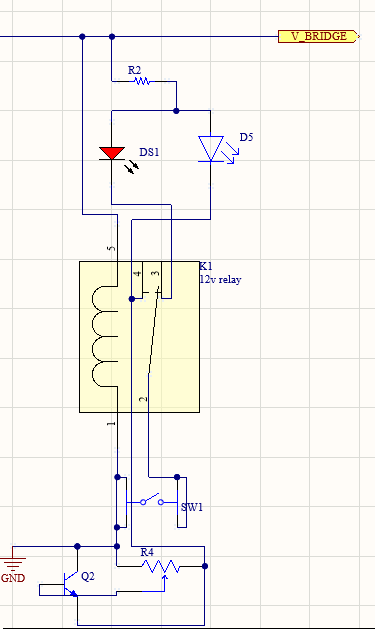 V_BRIDGE
R2
DS1
D5
5
4
3
K1
12v relay
2
1
SW1
R4
GND
Q2